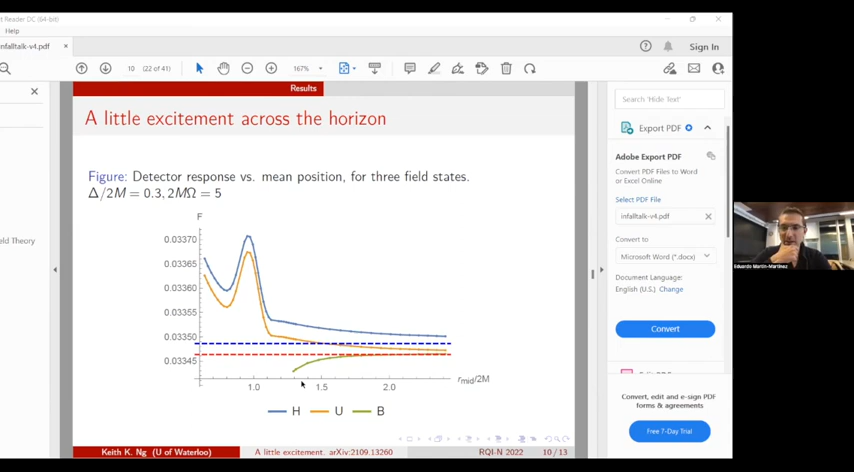 t Reader DC (64-bit)
Help
nfalltalk-v4.pdf ×
Sign In
10 (22 of 41)
167%
Results
A little excitement across the horizon
Figure: Detector response vs. mean position, for three field states.
Δ/2M = 0.3, 2MΩ = 5
F
0.03370
0.03365
0.03360
0.03355
0.03350
0.03345
1.0 1.5 2.0
r_mid/2M
H U B
Keith K. Ng (U of Waterloo) A little excitement. arXiv:2109.13260 RQI-N 2022 10 / 13
eld Theory
Search 'Hide Text'
Export PDF
Adobe Export PDF
Convert PDF Files to Word
or Excel Online
Select PDF File
infalltalk-v4.pdf
Convert to
Microsoft Word (*.docx)
Document Language:
English (U.S.) Change
Convert
Convert, edit and e-sign PDF
forms & agreements
Free 7-Day Trial
Eduardo Martin-Martinez